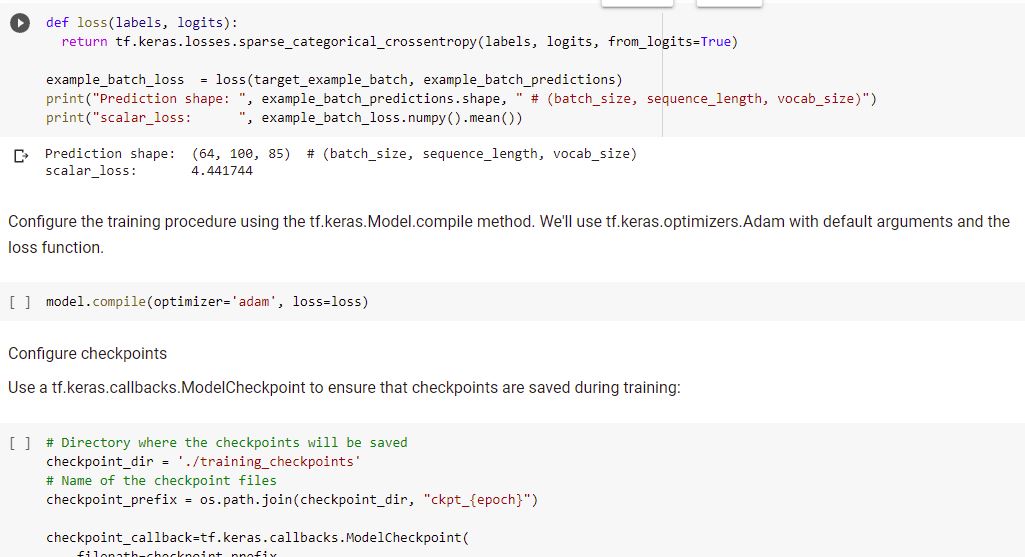 def loss(labels, logits):
  return tf.keras.losses.sparse_categorical_crossentropy(labels, logits, from_logits=True)
example_batch_loss  = loss(target_example_batch, example_batch_predictions)
print("Prediction shape: ", example_batch_predictions.shape, " # (batch_size, sequence_length, vocab_size)")
print("scalar_loss:      ", example_batch_loss.numpy().mean())
Prediction shape:  (64, 100, 85)  # (batch_size, sequence_length, vocab_size)
scalar_loss:       4.441744
Configure the training procedure using the tf.keras.Model.compile method. We'll use tf.keras.optimizers.Adam with default arguments and the
loss function.
[ ] model.compile(optimizer='adam', loss=loss)
Configure checkpoints
Use a tf.keras.callbacks.ModelCheckpoint to ensure that checkpoints are saved during training:
[ ] # Directory where the checkpoints will be saved
checkpoint_dir = './training_checkpoints'
# Name of the checkpoint files
checkpoint_prefix = os.path.join(checkpoint_dir, "ckpt_{epoch}")
checkpoint_callback=tf.keras.callbacks.ModelCheckpoint(
    filepath=checkpoint_prefix,